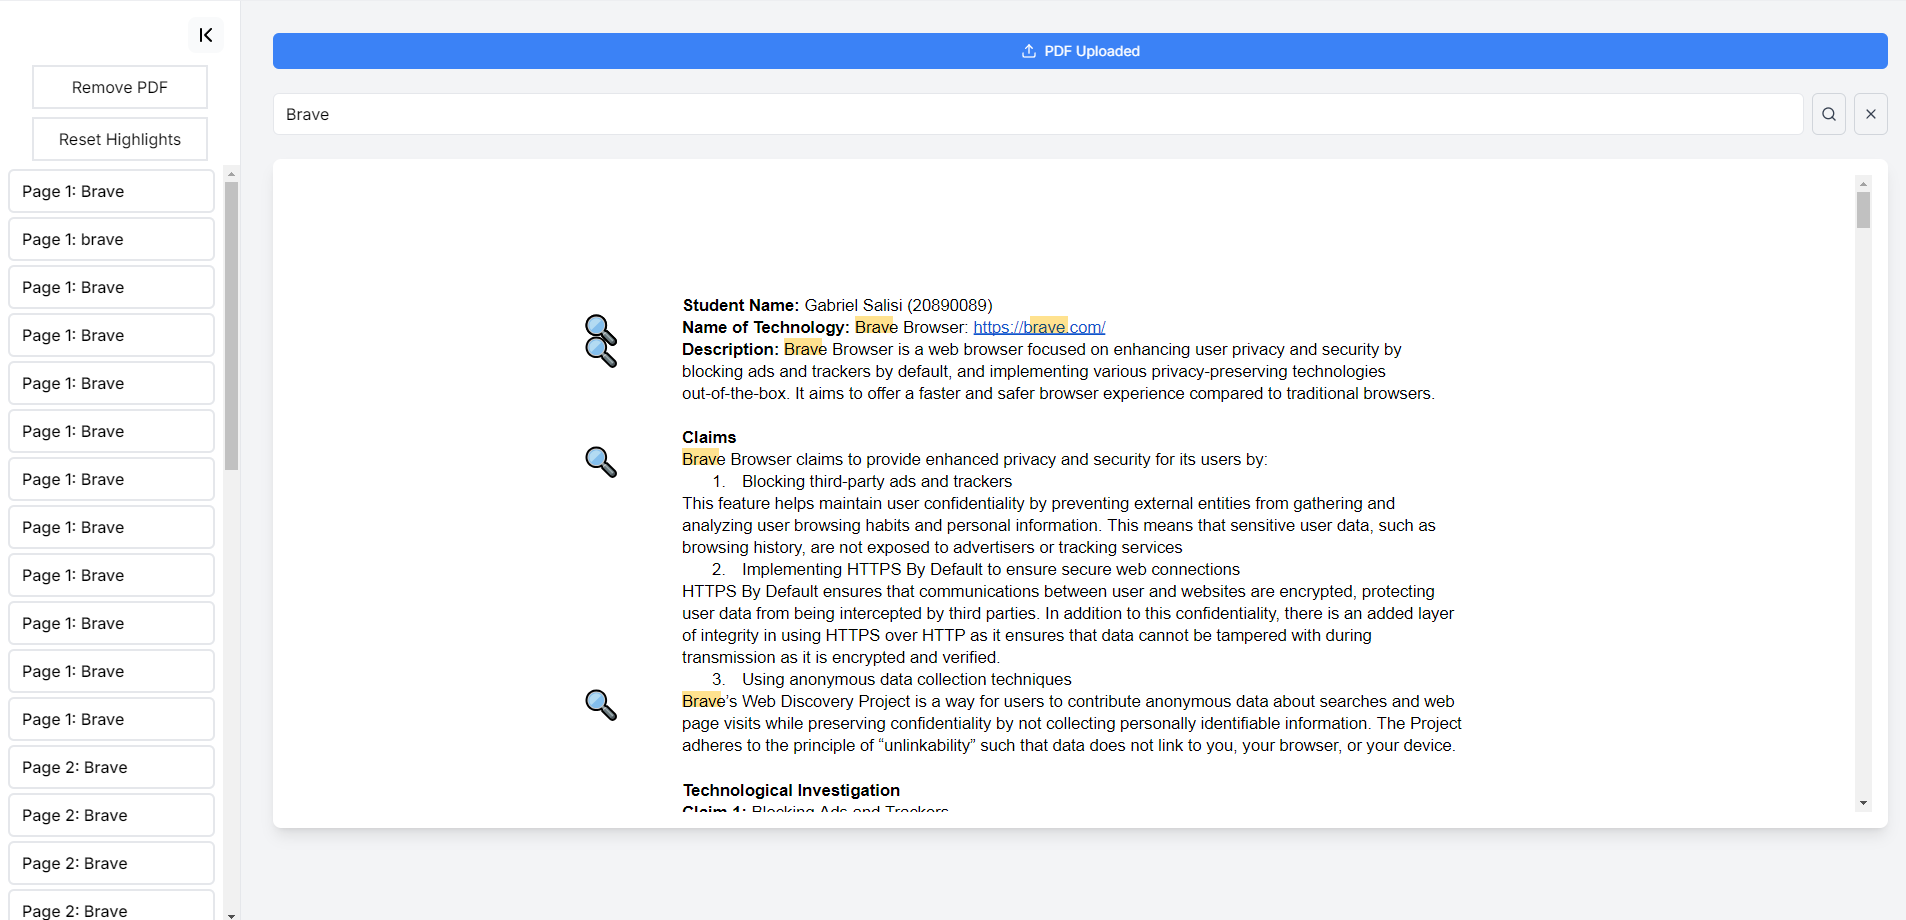 Remove PDF
Reset Highlights
Page 1: Brave
Page 1: brave
Page 1: Brave
Page 1: Brave
Page 1: Brave
Page 1: Brave
Page 1: Brave
Page 1: Brave
Page 1: Brave
Page 1: Brave
Page 1: Brave
Page 1: Brave
Page 2: Brave
Page 2: Brave
Page 2: Brave
Page 2: Brave
PDF Uploaded
Brave
Student Name: Gabriel Salisi (20890089)
Name of Technology: Brave Browser: https://brave.com/
Description: Brave Browser is a web browser focused on enhancing user privacy and security by
blocking ads and trackers by default, and implementing various privacy-preserving technologies
out-of-the-box. It aims to offer a faster and safer browser experience compared to traditional browsers.
Claims
Brave Browser claims to provide enhanced privacy and security for its users by:
1. Blocking third-party ads and trackers
This feature helps maintain user confidentiality by preventing external entities from gathering and
analyzing user browsing habits and personal information. This means that sensitive user data, such as
browsing history, are not exposed to advertisers or tracking services
2. Implementing HTTPS By Default to ensure secure web connections
HTTPS By Default ensures that communications between user and websites are encrypted, protecting
user data from being intercepted by third parties. In addition to this confidentiality, there is an added layer
of integrity in using HTTPS over HTTP as it ensures that data cannot be tampered with during
transmission as it is encrypted and verified.
3. Using anonymous data collection techniques
Brave’s Web Discovery Project is a way for users to contribute anonymous data about searches and web
page visits while preserving confidentiality by not collecting personally identifiable information. The Project
adheres to the principle of “unlinkability” such that data does not link to you, your browser, or your device.
Technological Investigation
Claim 1: Blocking Ads and Trackers